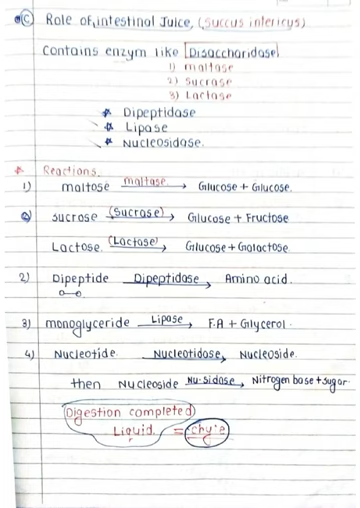 (C) Role of intestinal Juice, (Succus intericys)
Contains enzym like Disaccharidase
1) maltase
2) Sucrase
3) Lactase
* Dipeptidase
* Lipase
* Nucleosidase.
* Reactions
1) maltose maltase → Glucose + Glucose.
sucrose (Sucrase) → Glucose + Fructose
Lactose (Lactase) → Glucose + Galactose
2) Dipeptide Dipeptidase → Amino acid.
3) monoglyceride Lipase → F.A + Glycerol.
4) Nucleotide Nucleotidase → Nucleoside.
then Nucleoside Nu.sidase → Nitrogen base + sugar.
Digestion completed
Liquid. =